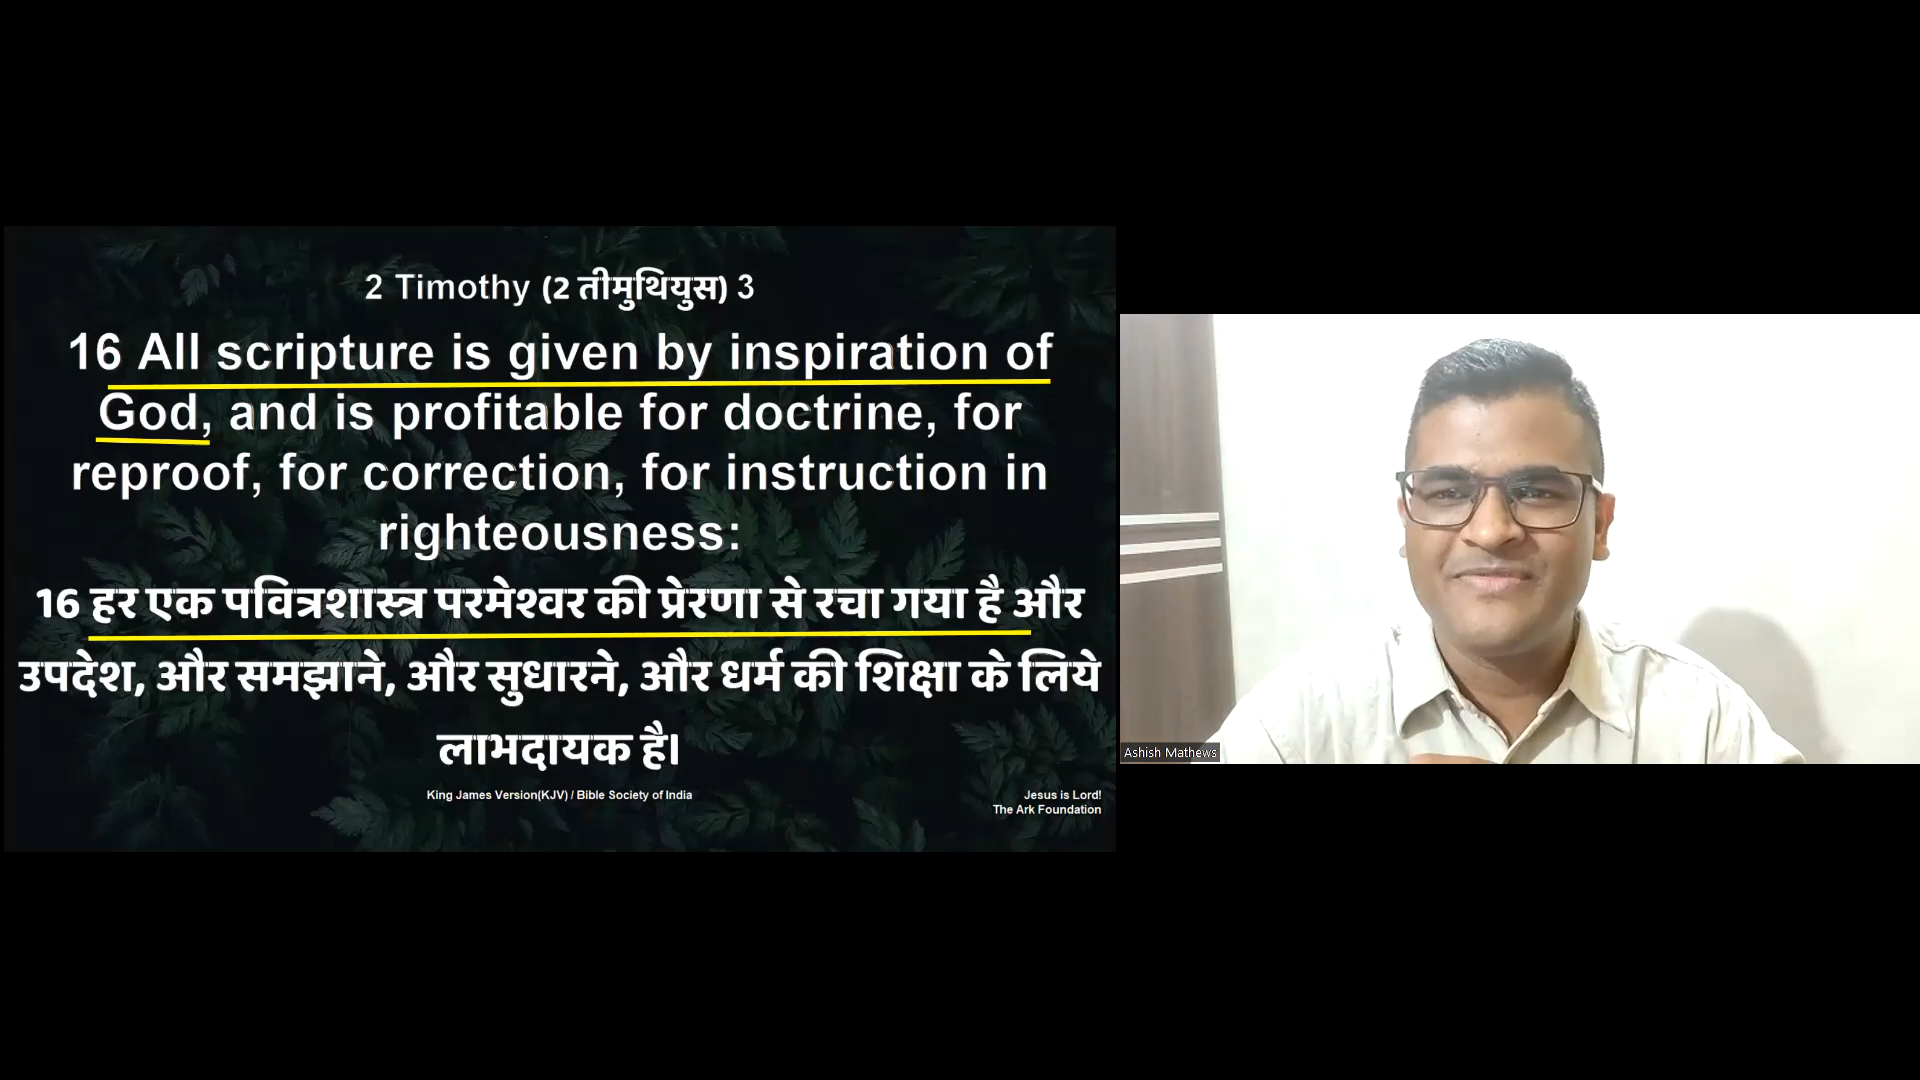 2 Timothy (2 तीमुथियुस) 3
16 All scripture is given by inspiration of
God, and is profitable for doctrine, for
reproof, for correction, for instruction in
righteousness:
16 हर एक पवित्रशास्त्र परमेश्वर की प्रेरणा से रचा गया है और
उपदेश, और समझाने, और सुधारने, और धर्म की शिक्षा के लिये
लाभदायक है।
King James Version(KJV) / Bible Society of India
Jesus is Lord!
The Ark Foundation
Ashish Mathews